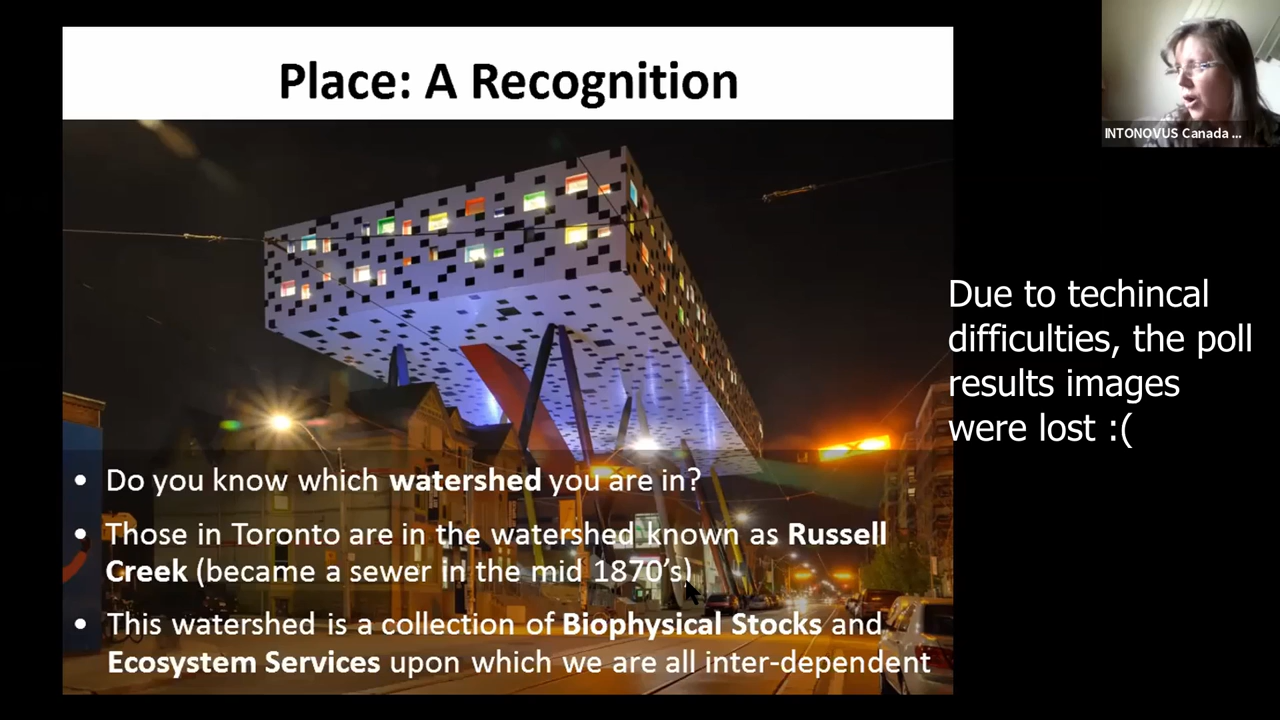 Place: A Recognition
INTONOVUS Canada ...
Due to techincal
difficulties, the poll
results images
were lost :(
• Do you know which watershed you are in?
• Those in Toronto are in the watershed known as Russell
Creek (became a sewer in the mid 1870's)
• This watershed is a collection of Biophysical Stocks and
Ecosystem Services upon which we are all inter-dependent